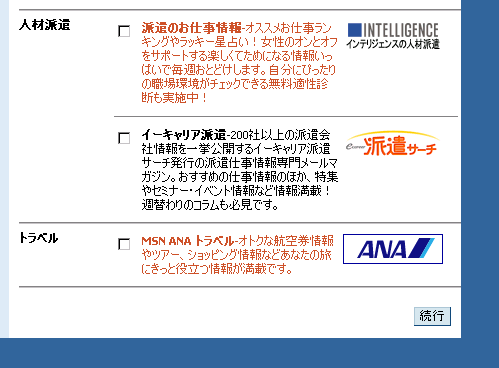 人材派遣
派遣のお仕事情報-オススメお仕事ラン
キングやラッキー星占い！女性のオンとオフ
をサポートする楽しくてためになる情報いっ
ぱいで毎週おとどけします。自分にぴったり
の職場環境がチェックできる無料適性診
断も実施中！
INTELLIGENCE
インテリジェンスの人材派遣
イーキャリア派遣-200社以上の派遣会
社情報を一挙公開するイーキャリア派遣
サーチ発行の派遣仕事情報専門メールマ
ガジン。おすすめの仕事情報のほか、特集
やセミナー・イベント情報など情報満載！
週替わりのコラムも必見です。
派遣サーチ
トラベル
MSN ANA トラベル-オトクな航空券情報
やツアー、ショッピング情報などあなたの旅
にきっと役立つ情報が満載です。
ANA
続行